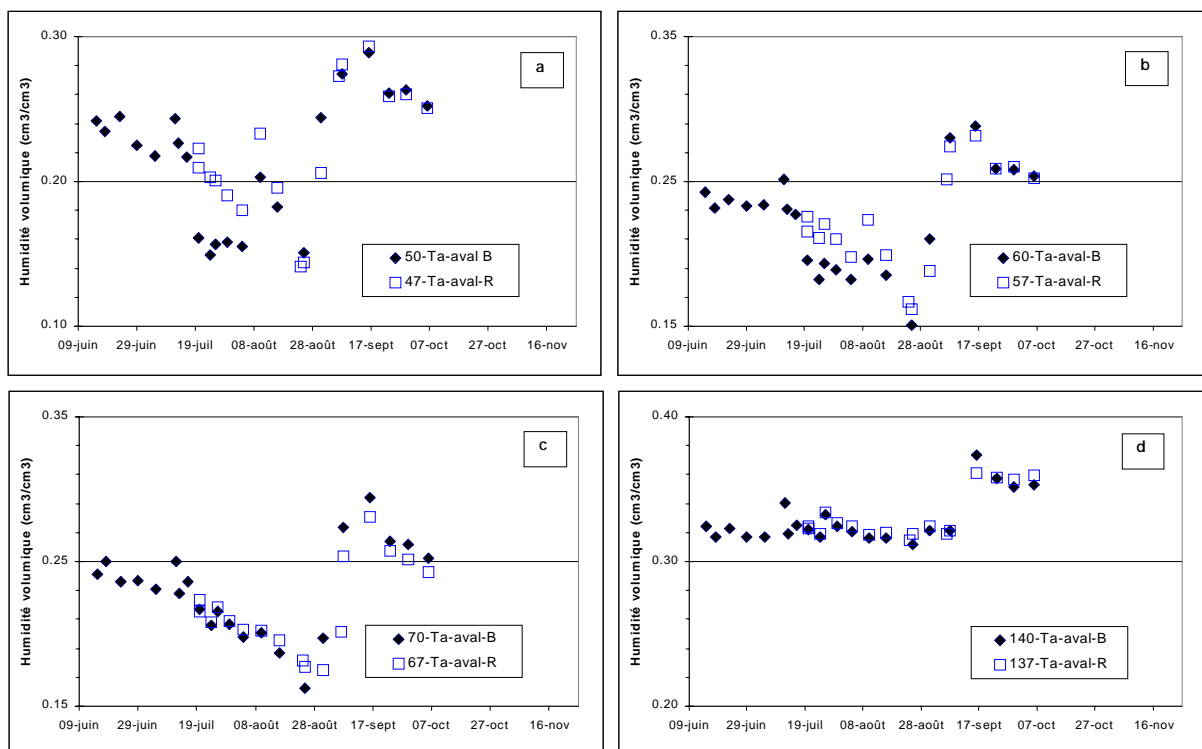 a
Humidité volumique (cm3/cm3)
0.30
0.20
0.10
50-Ta-aval B
47-Ta-aval-R
09-juin 29-juin 19-juil 08-août 28-août 17-sept 07-oct 27-oct 16-nov
b
Humidité volumique (cm3/cm3)
0.35
0.25
0.15
60-Ta-aval-B
57-Ta-aval-R
09-juin 29-juin 19-juil 08-août 28-août 17-sept 07-oct 27-oct 16-nov
c
Humidité volumique (cm3/cm3)
0.35
0.25
0.15
70-Ta-aval-B
67-Ta-aval-R
09-juin 29-juin 19-juil 08-août 28-août 17-sept 07-oct 27-oct 16-nov
d
Humidité volumique (cm3/cm3)
0.40
0.30
0.20
140-Ta-aval-B
137-Ta-aval-R
09-juin 29-juin 19-juil 08-août 28-août 17-sept 07-oct 27-oct 16-nov